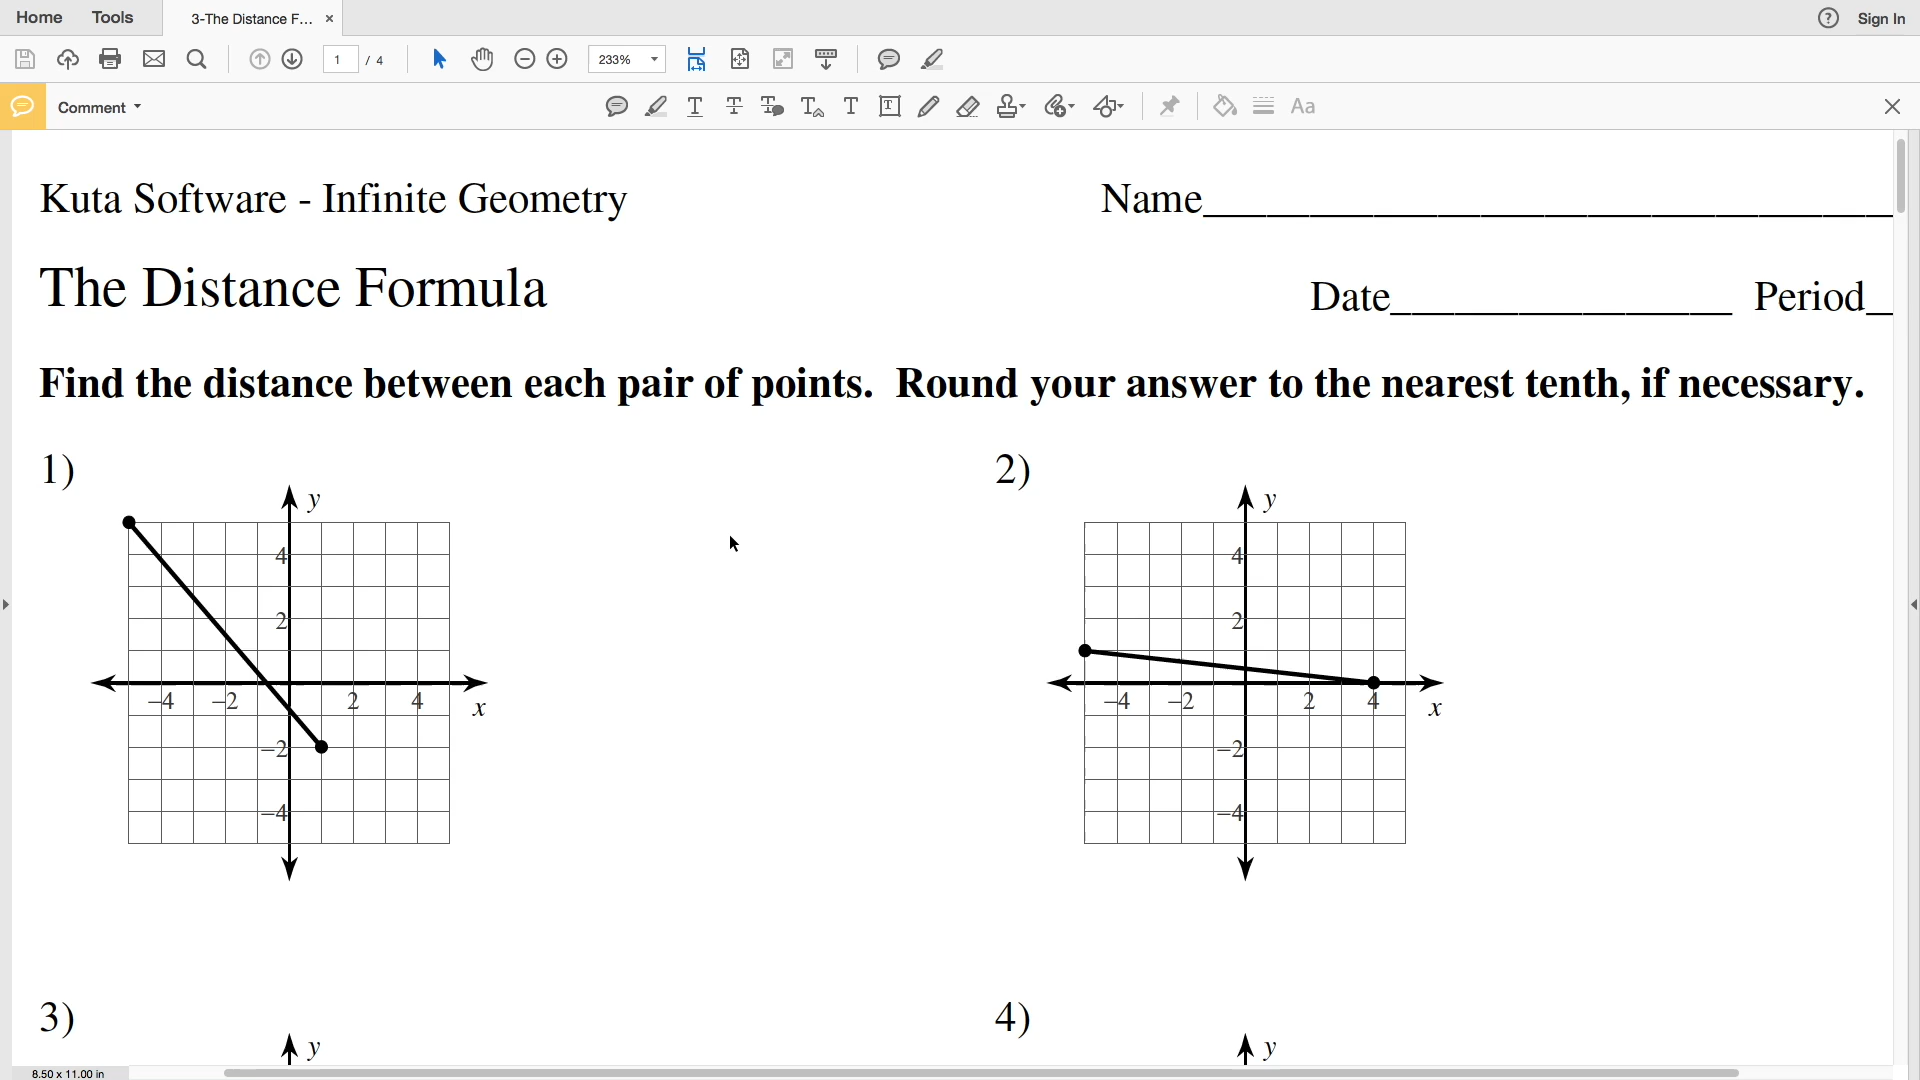 Home Tools 3-The Distance F... × Sign In
1 / 4 233%
Comment Aa
Kuta Software - Infinite Geometry Name
The Distance Formula Date Period
Find the distance between each pair of points. Round your answer to the nearest tenth, if necessary.
1) 2)
y y
4 4
2 2
−4 −2 2 4 x −4 −2 2 4 x
−2 −2
−4 −4
3) 4)
y y
8.50 x 11.00 in